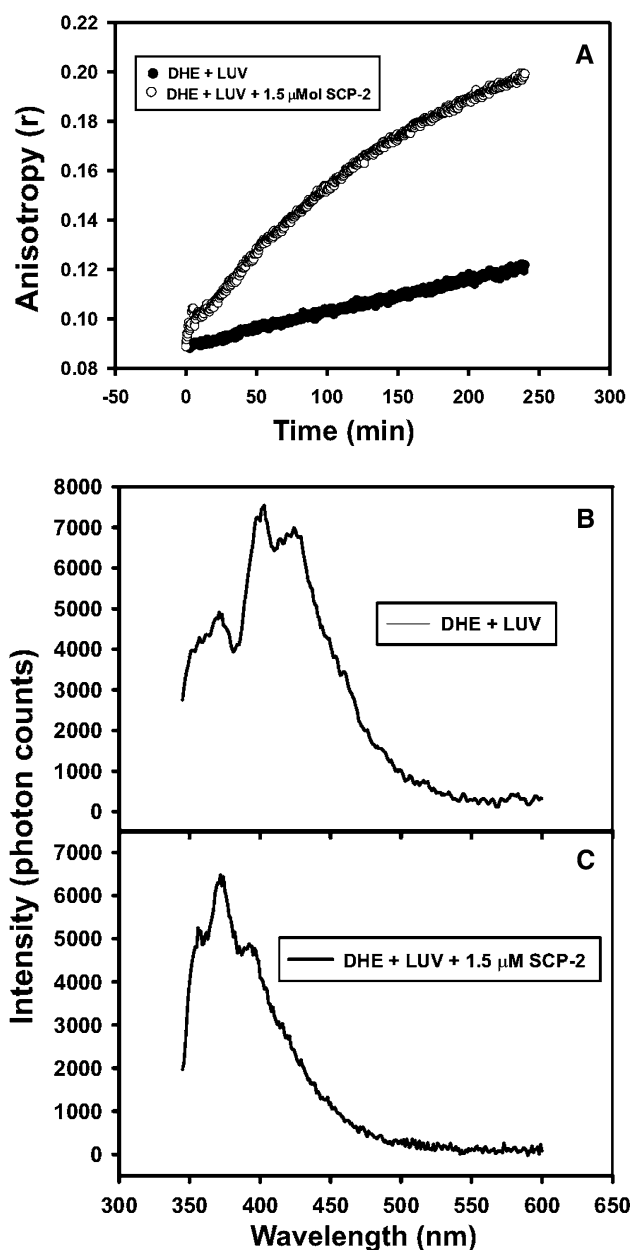 A
DHE + LUV
DHE + LUV + 1.5 μMol SCP-2
Anisotropy (r)
0.20
0.18
0.16
0.14
0.12
0.10
0.08
-50 0 50 100 150 200 250 300
Time (min)
B
DHE + LUV
8000
7000
6000
5000
4000
3000
2000
1000
0
Intensity (photon counts)
C
DHE + LUV + 1.5 μM SCP-2
7000
6000
5000
4000
3000
2000
1000
0
300 350 400 450 500 550 600 650
Wavelength (nm)